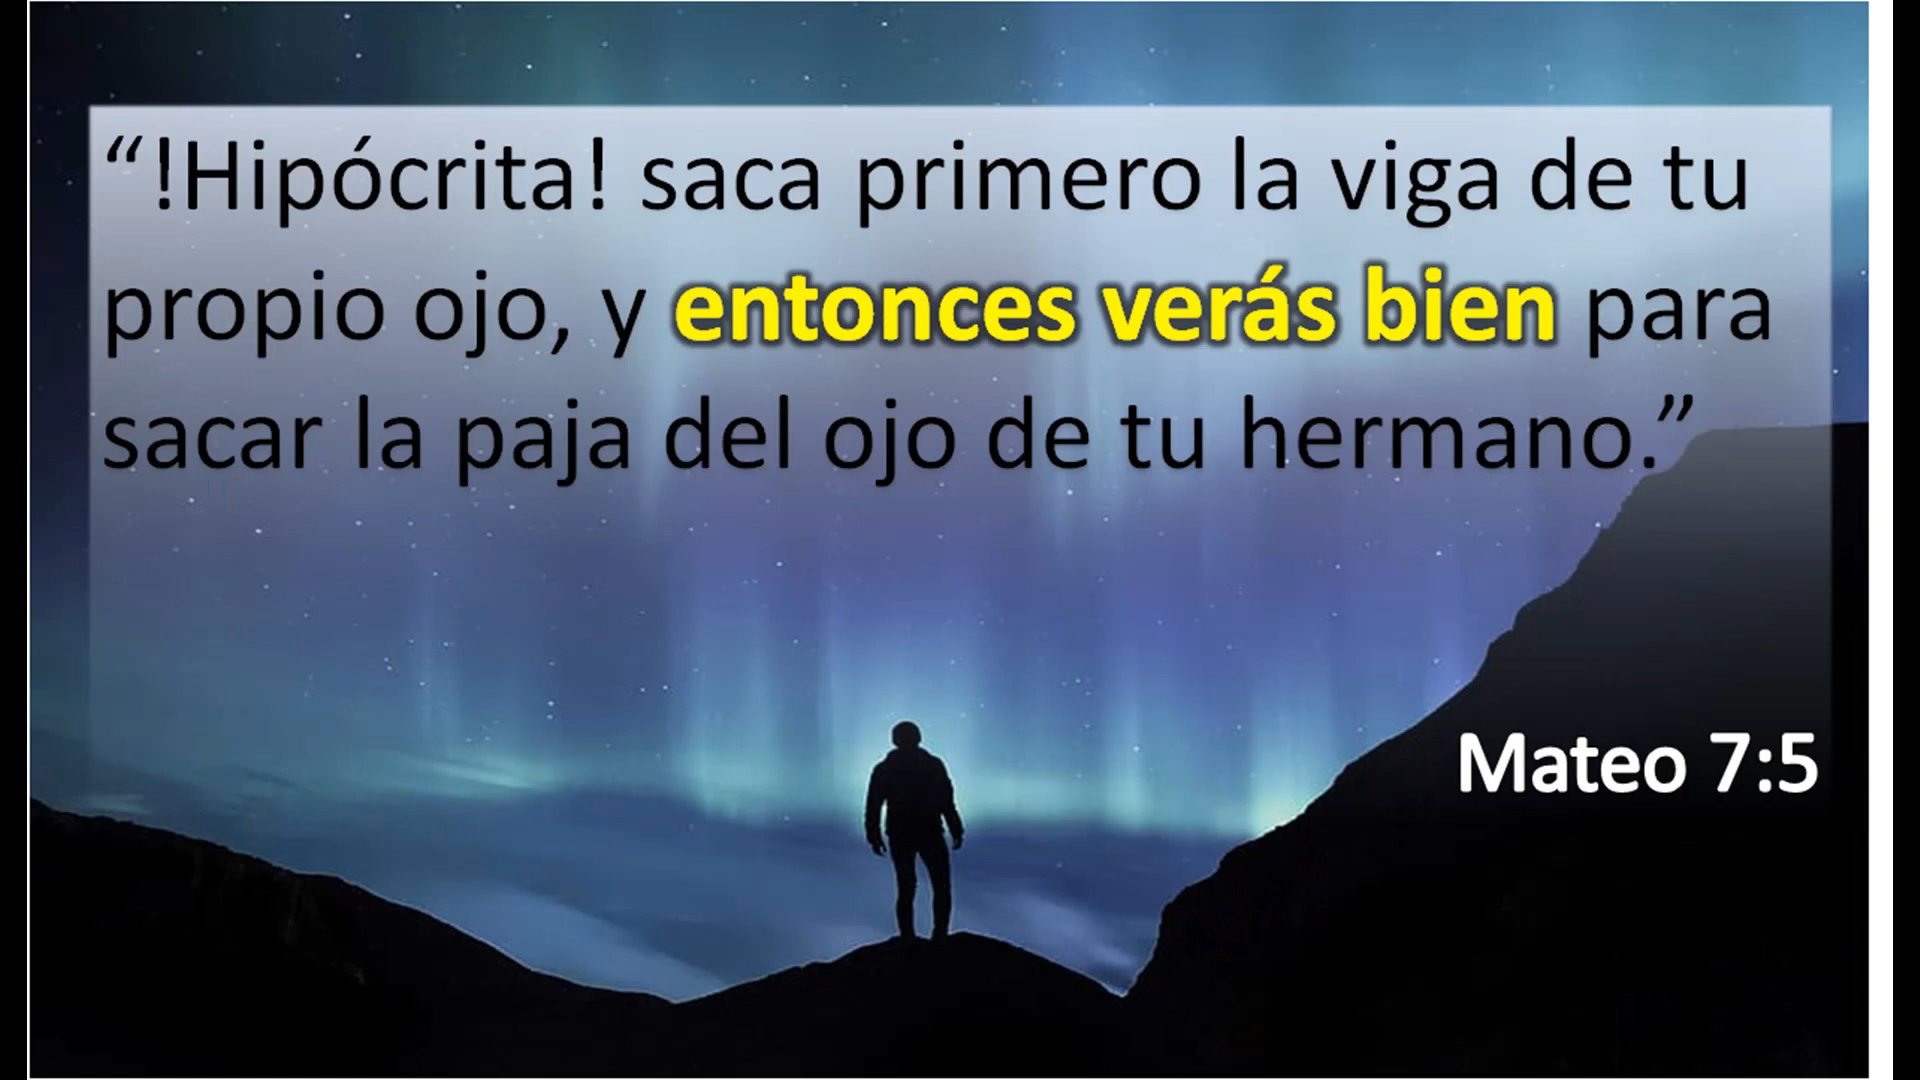 “!Hipócrita! saca primero la viga de tu
propio ojo, y entonces verás bien para
sacar la paja del ojo de tu hermano.”
Mateo 7:5